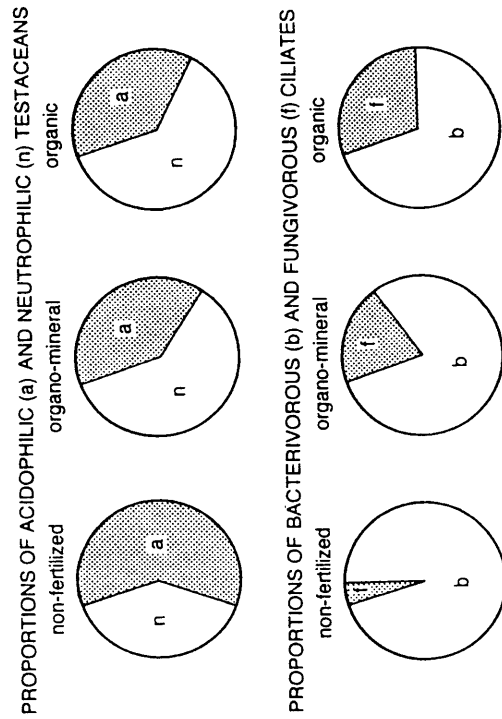 PROPORTIONS OF ACIDOPHILIC (a) AND NEUTROPHILIC (n) TESTACEANS
non-fertilized organo-mineral organic
a
n
a
n
a
n
PROPORTIONS OF BACTERIVOROUS (b) AND FUNGIVOROUS (f) CILIATES
non-fertilized organo-mineral organic
f
b
f
b
f
b